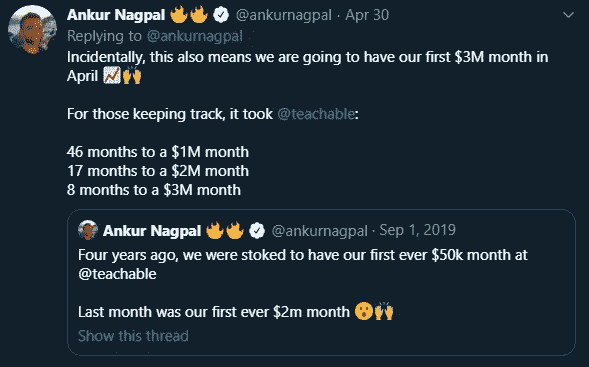 Ankur Nagpal 🔥🔥 @ankurnagpal · Apr 30
Replying to @ankurnagpal
Incidentally, this also means we are going to have our first $3M month in
April 📈🙌
For those keeping track, it took @teachable:
46 months to a $1M month
17 months to a $2M month
8 months to a $3M month
Ankur Nagpal 🔥🔥 @ankurnagpal · Sep 1, 2019
Four years ago, we were stoked to have our first ever $50k month at
@teachable
Last month was our first ever $2m month 😮🙌
Show this thread